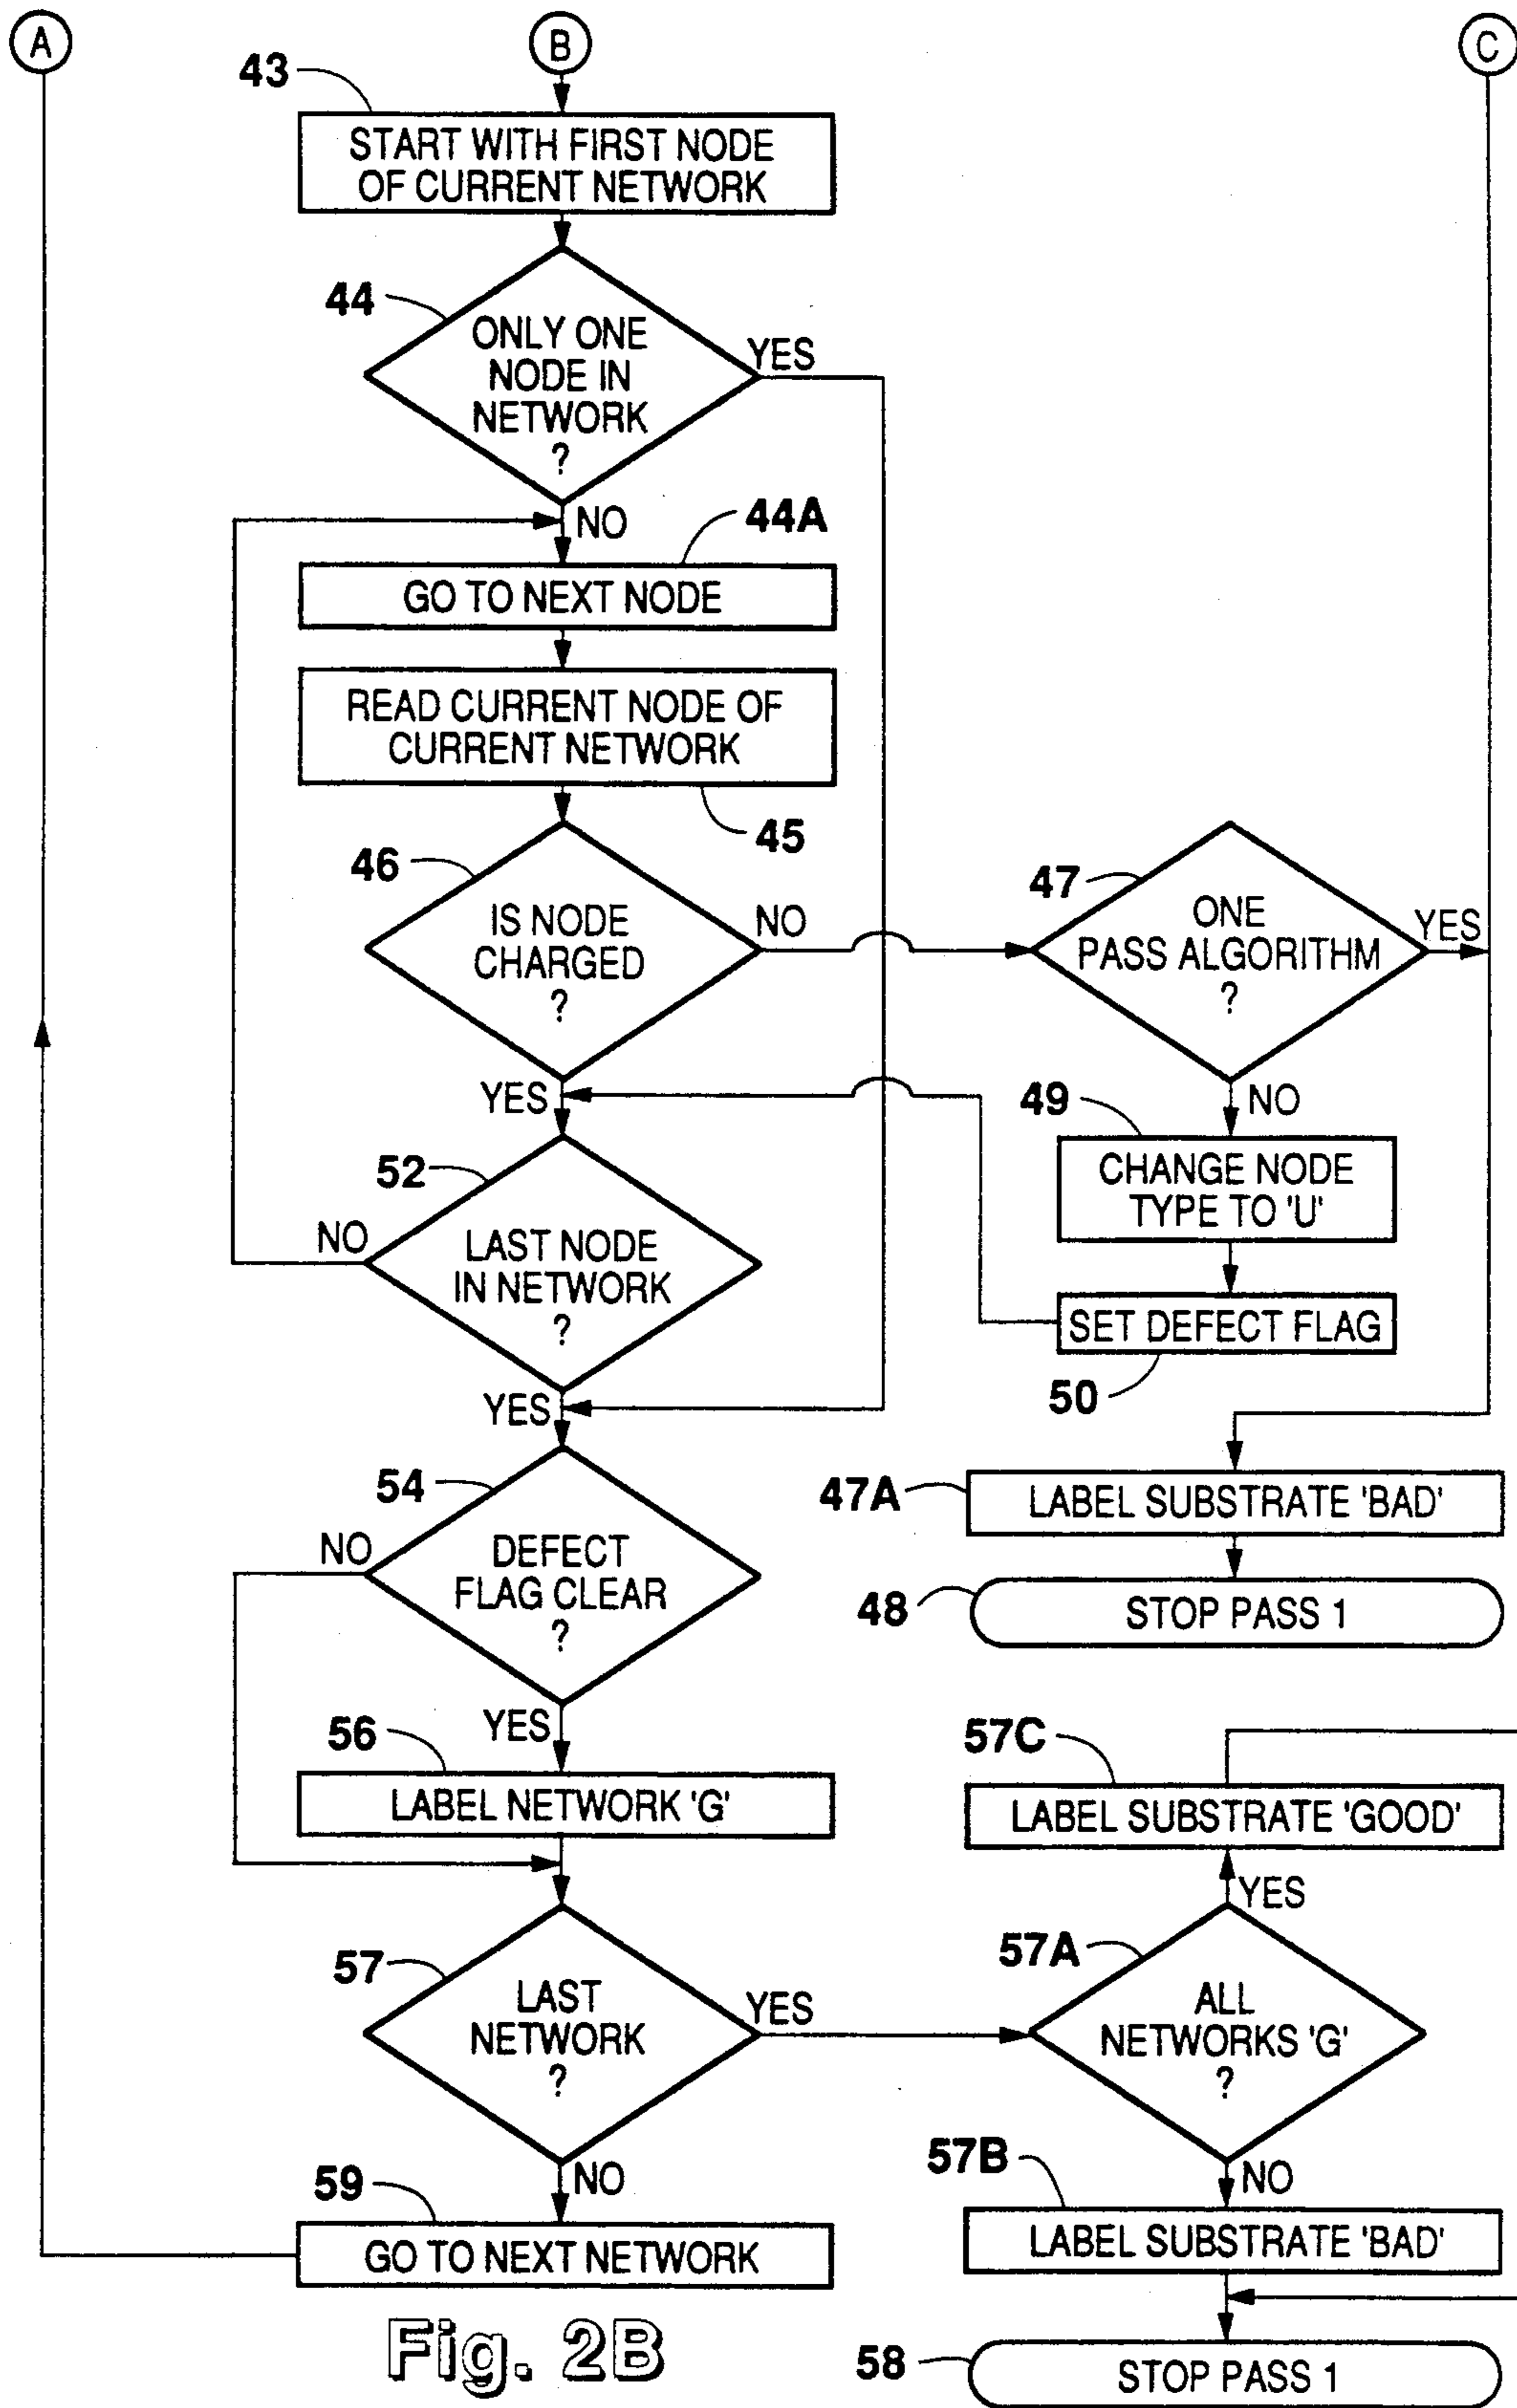 A
B
C
43
START WITH FIRST NODE
OF CURRENT NETWORK
44
ONLY ONE
NODE IN
NETWORK
?
YES
NO
44A
GO TO NEXT NODE
READ CURRENT NODE OF
CURRENT NETWORK
45
46
IS NODE
CHARGED
?
NO
YES
47
ONE
PASS ALGORITHM
?
YES
NO
49
CHANGE NODE
TYPE TO 'U'
SET DEFECT FLAG
50
52
LAST NODE
IN NETWORK
?
NO
YES
47A
LABEL SUBSTRATE 'BAD'
48
STOP PASS 1
54
DEFECT
FLAG CLEAR
?
NO
YES
56
LABEL NETWORK 'G'
57C
LABEL SUBSTRATE 'GOOD'
YES
57
LAST
NETWORK
?
YES
NO
57A
ALL
NETWORKS 'G'
?
NO
57B
LABEL SUBSTRATE 'BAD'
59
GO TO NEXT NETWORK
58
STOP PASS 1
Fig. 2B